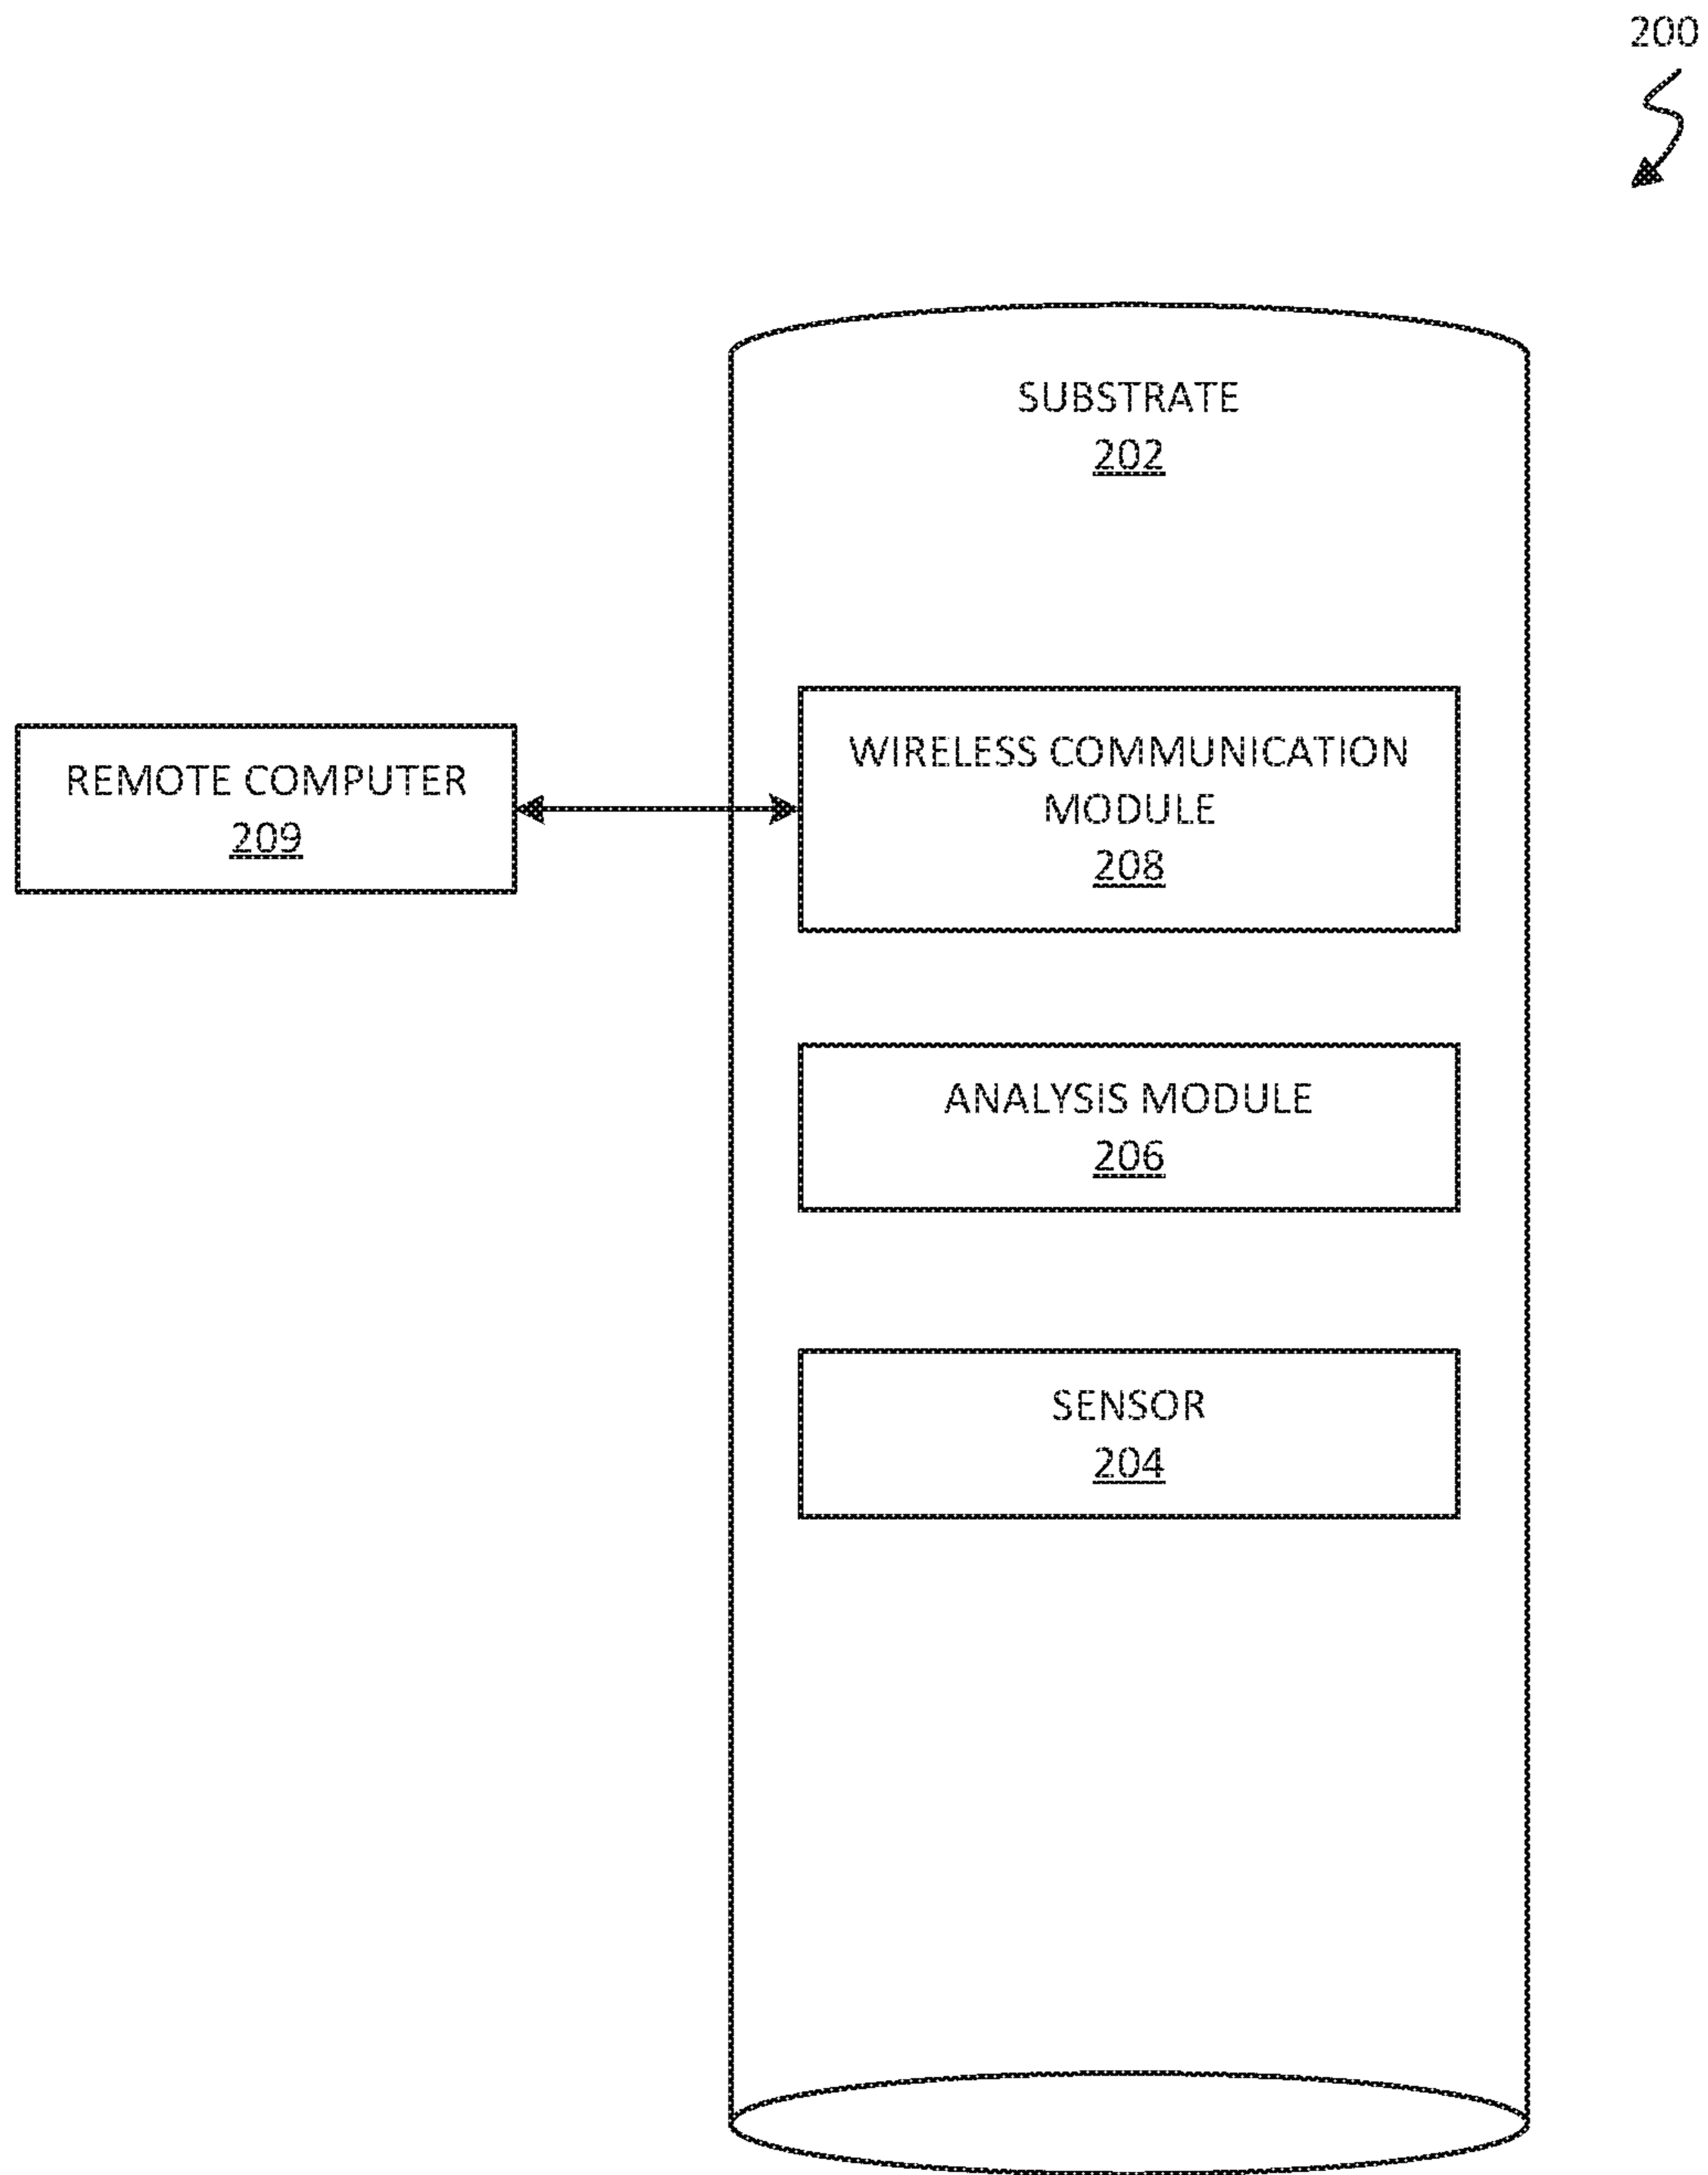 200
SUBSTRATE
202
REMOTE COMPUTER
209
WIRELESS COMMUNICATION
MODULE
208
ANALYSIS MODULE
206
SENSOR
204